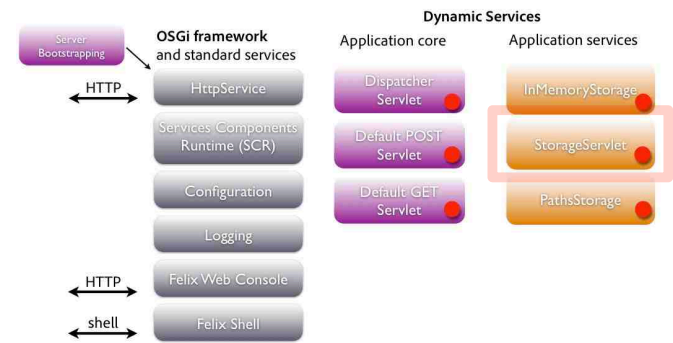 Dynamic Services
Server
Bootstrapping
OSGi framework
and standard services
Application core
Application services
HTTP
HttpService
Dispatcher
Servlet
InMemoryStorage
Services Components
Runtime (SCR)
Default POST
Servlet
StorageServlet
Configuration
Default GET
Servlet
PathsStorage
Logging
HTTP
Felix Web Console
shell
Felix Shell